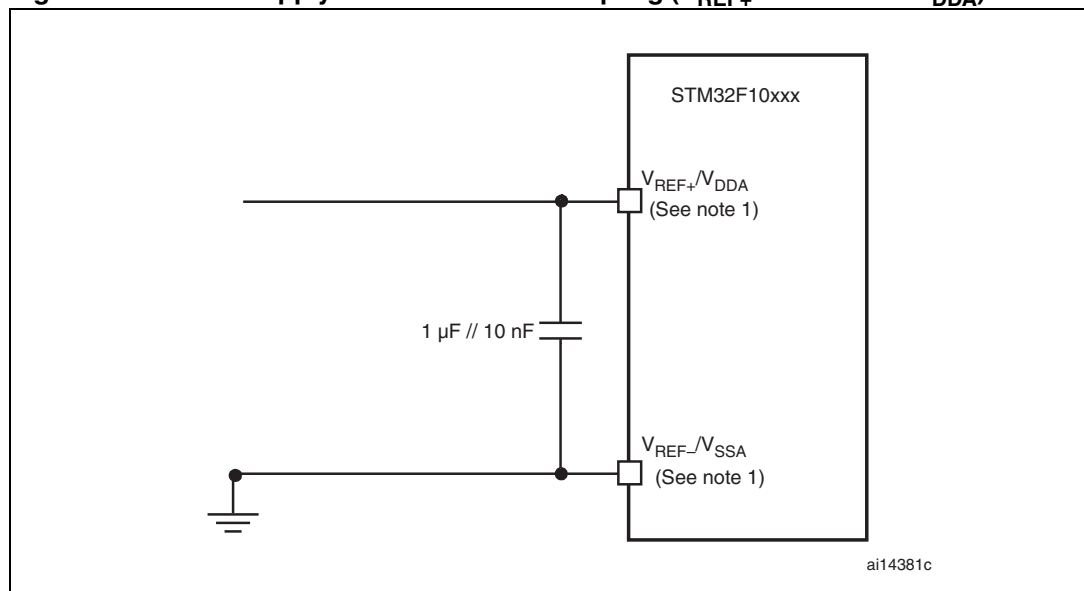 STM32F10xxx
VREF+/VDDA
(See note 1)
1 µF // 10 nF
VREF–/VSSA
(See note 1)
ai14381c